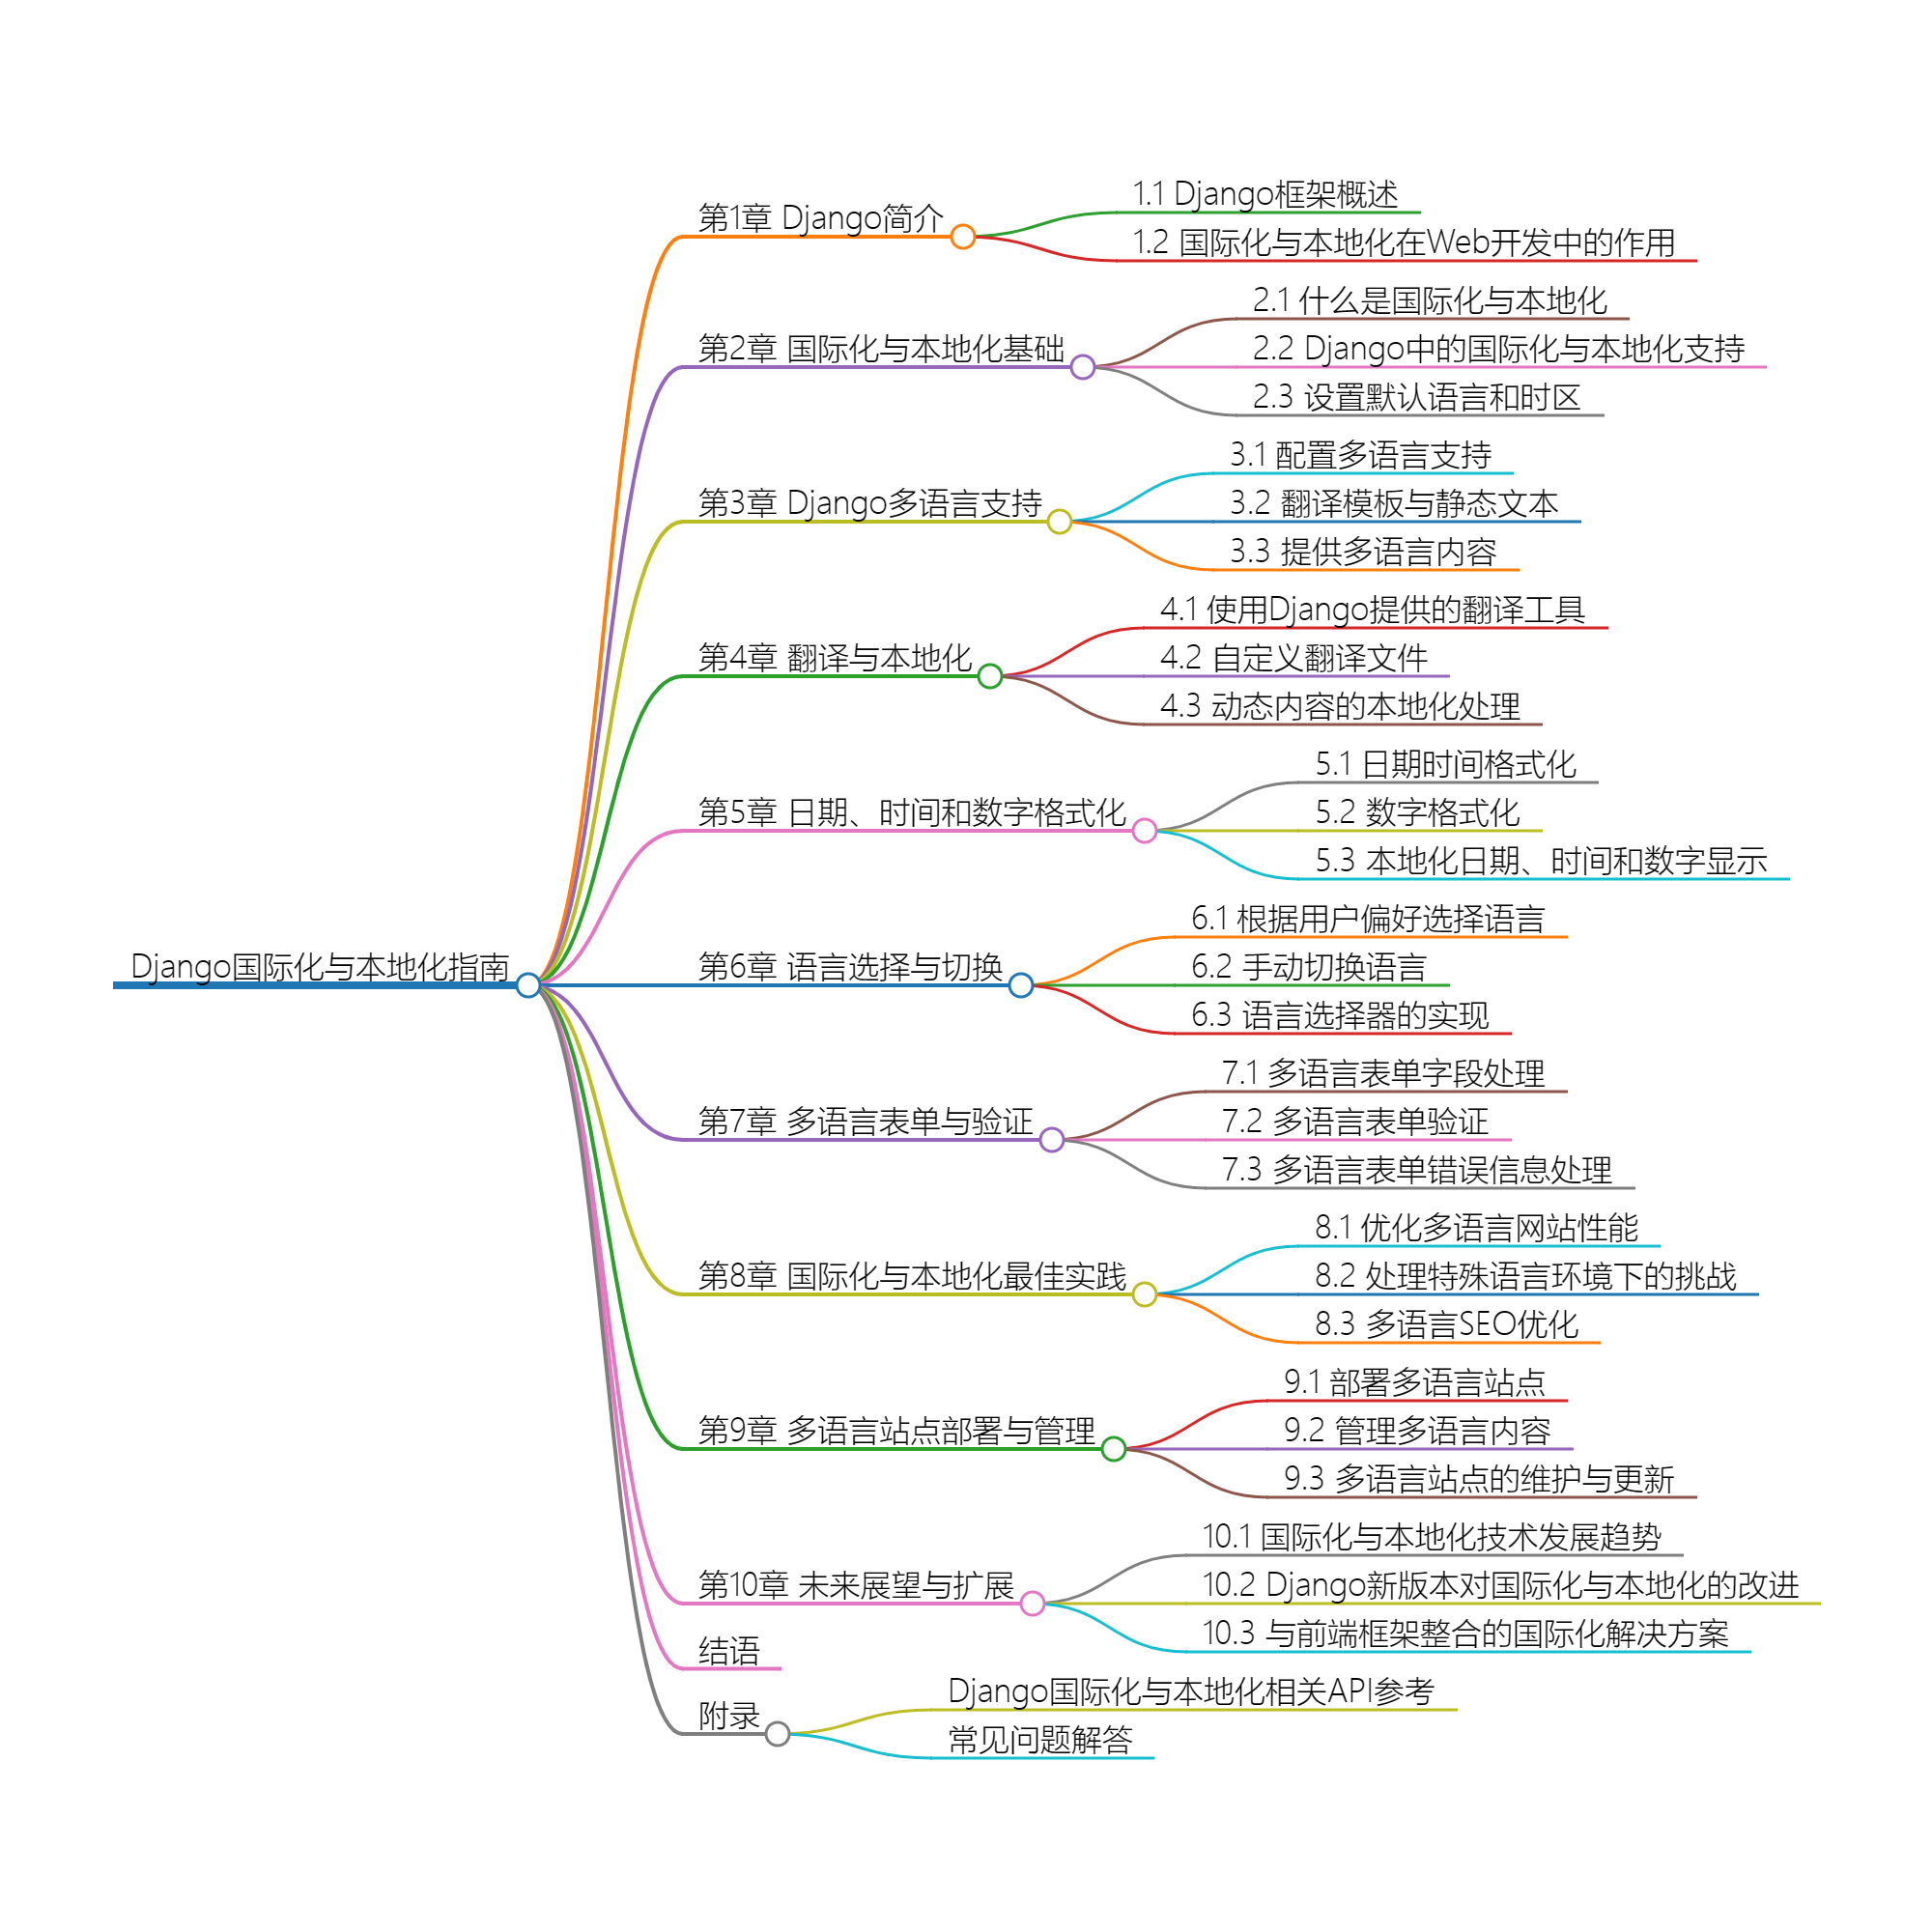 Django国际化与本地化指南
第1章 Django简介
1.1 Django框架概述
1.2 国际化与本地化在Web开发中的作用
第2章 国际化与本地化基础
2.1 什么是国际化与本地化
2.2 Django中的国际化与本地化支持
2.3 设置默认语言和时区
第3章 Django多语言支持
3.1 配置多语言支持
3.2 翻译模板与静态文本
3.3 提供多语言内容
第4章 翻译与本地化
4.1 使用Django提供的翻译工具
4.2 自定义翻译文件
4.3 动态内容的本地化处理
第5章 日期、时间和数字格式化
5.1 日期时间格式化
5.2 数字格式化
5.3 本地化日期、时间和数字显示
第6章 语言选择与切换
6.1 根据用户偏好选择语言
6.2 手动切换语言
6.3 语言选择器的实现
第7章 多语言表单与验证
7.1 多语言表单字段处理
7.2 多语言表单验证
7.3 多语言表单错误信息处理
第8章 国际化与本地化最佳实践
8.1 优化多语言网站性能
8.2 处理特殊语言环境下的挑战
8.3 多语言SEO优化
第9章 多语言站点部署与管理
9.1 部署多语言站点
9.2 管理多语言内容
9.3 多语言站点的维护与更新
第10章 未来展望与扩展
10.1 国际化与本地化技术发展趋势
10.2 Django新版本对国际化与本地化的改进
10.3 与前端框架整合的国际化解决方案
结语
附录
Django国际化与本地化相关API参考
常见问题解答